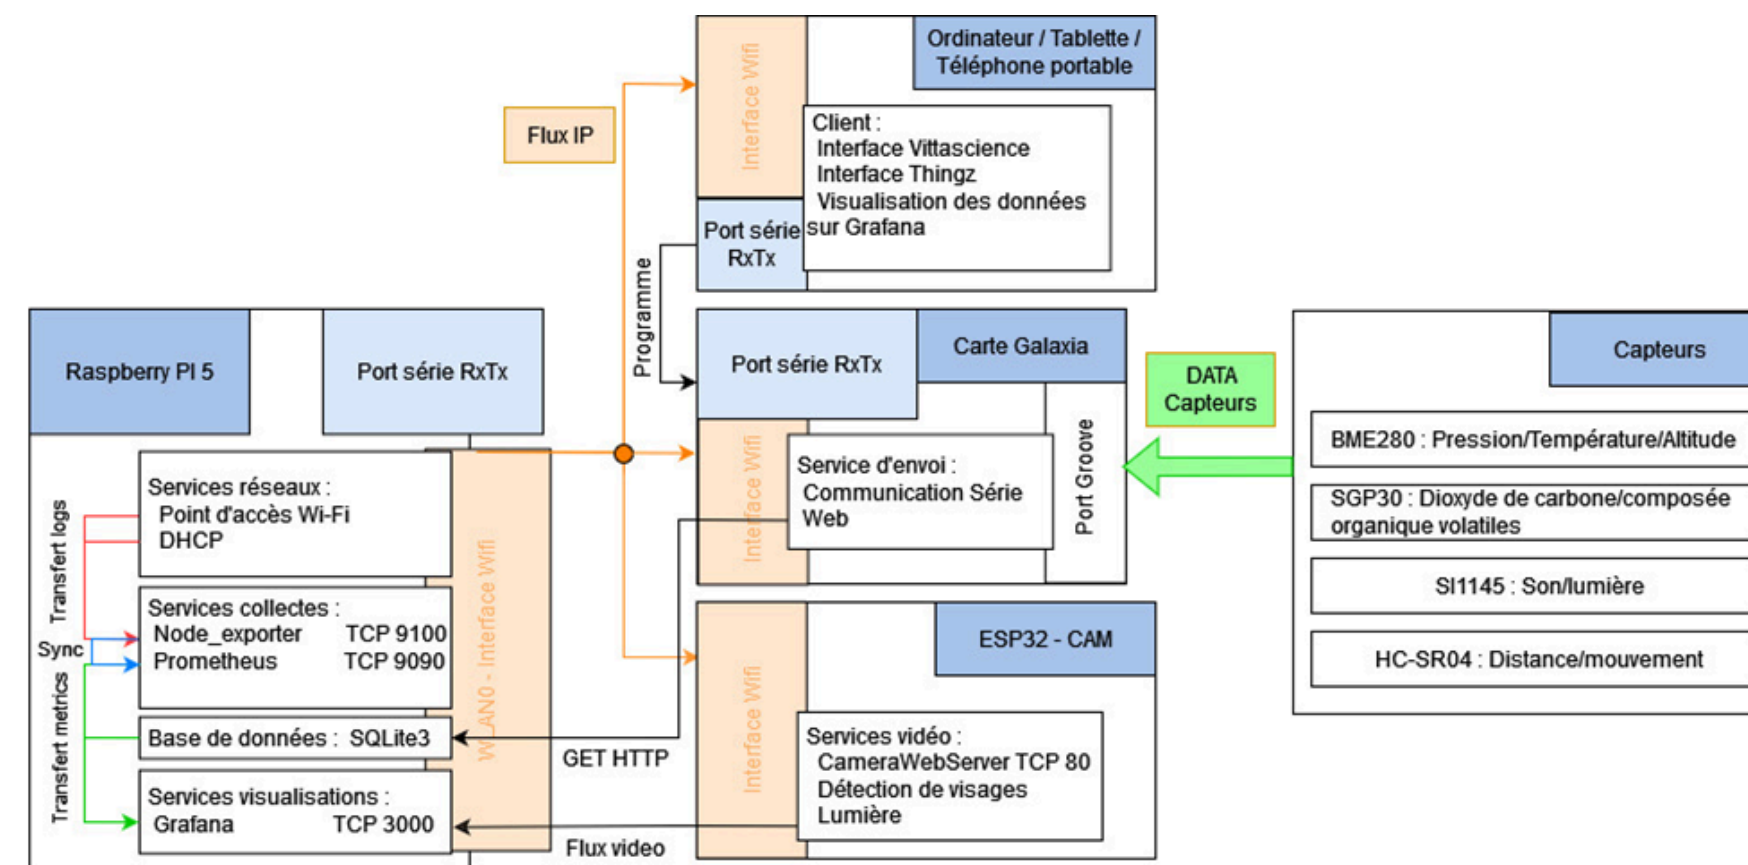 Ordinateur / Tablette /
Téléphone portable
Interface Wifi
Flux IP
Client :
Interface Vittascience
Interface Thingz
Visualisation des données
sur Grafana
Port série
RxTx
Programme
Raspberry PI 5
Port série RxTx
Port série RxTx
Carte Galaxia
DATA
Capteurs
Capteurs
BME280 : Pression/Température/Altitude
SGP30 : Dioxyde de carbone/composée
organique volatiles
SI1145 : Son/lumière
HC-SR04 : Distance/mouvement
Port Groove
Interface Wifi
Service d'envoi :
Communication Série
Web
Services réseaux :
Point d'accès Wi-Fi
DHCP
Transfert logs
WLAN0 - Interface Wifi
Services collectes :
Node_exporter TCP 9100
Prometheus TCP 9090
Sync
Transfert metrics
Base de données : SQLite3
GET HTTP
Services visualisations :
Grafana TCP 3000
Flux video
ESP32 - CAM
Interface Wifi
Services vidéo :
CameraWebServer TCP 80
Détection de visages
Lumière